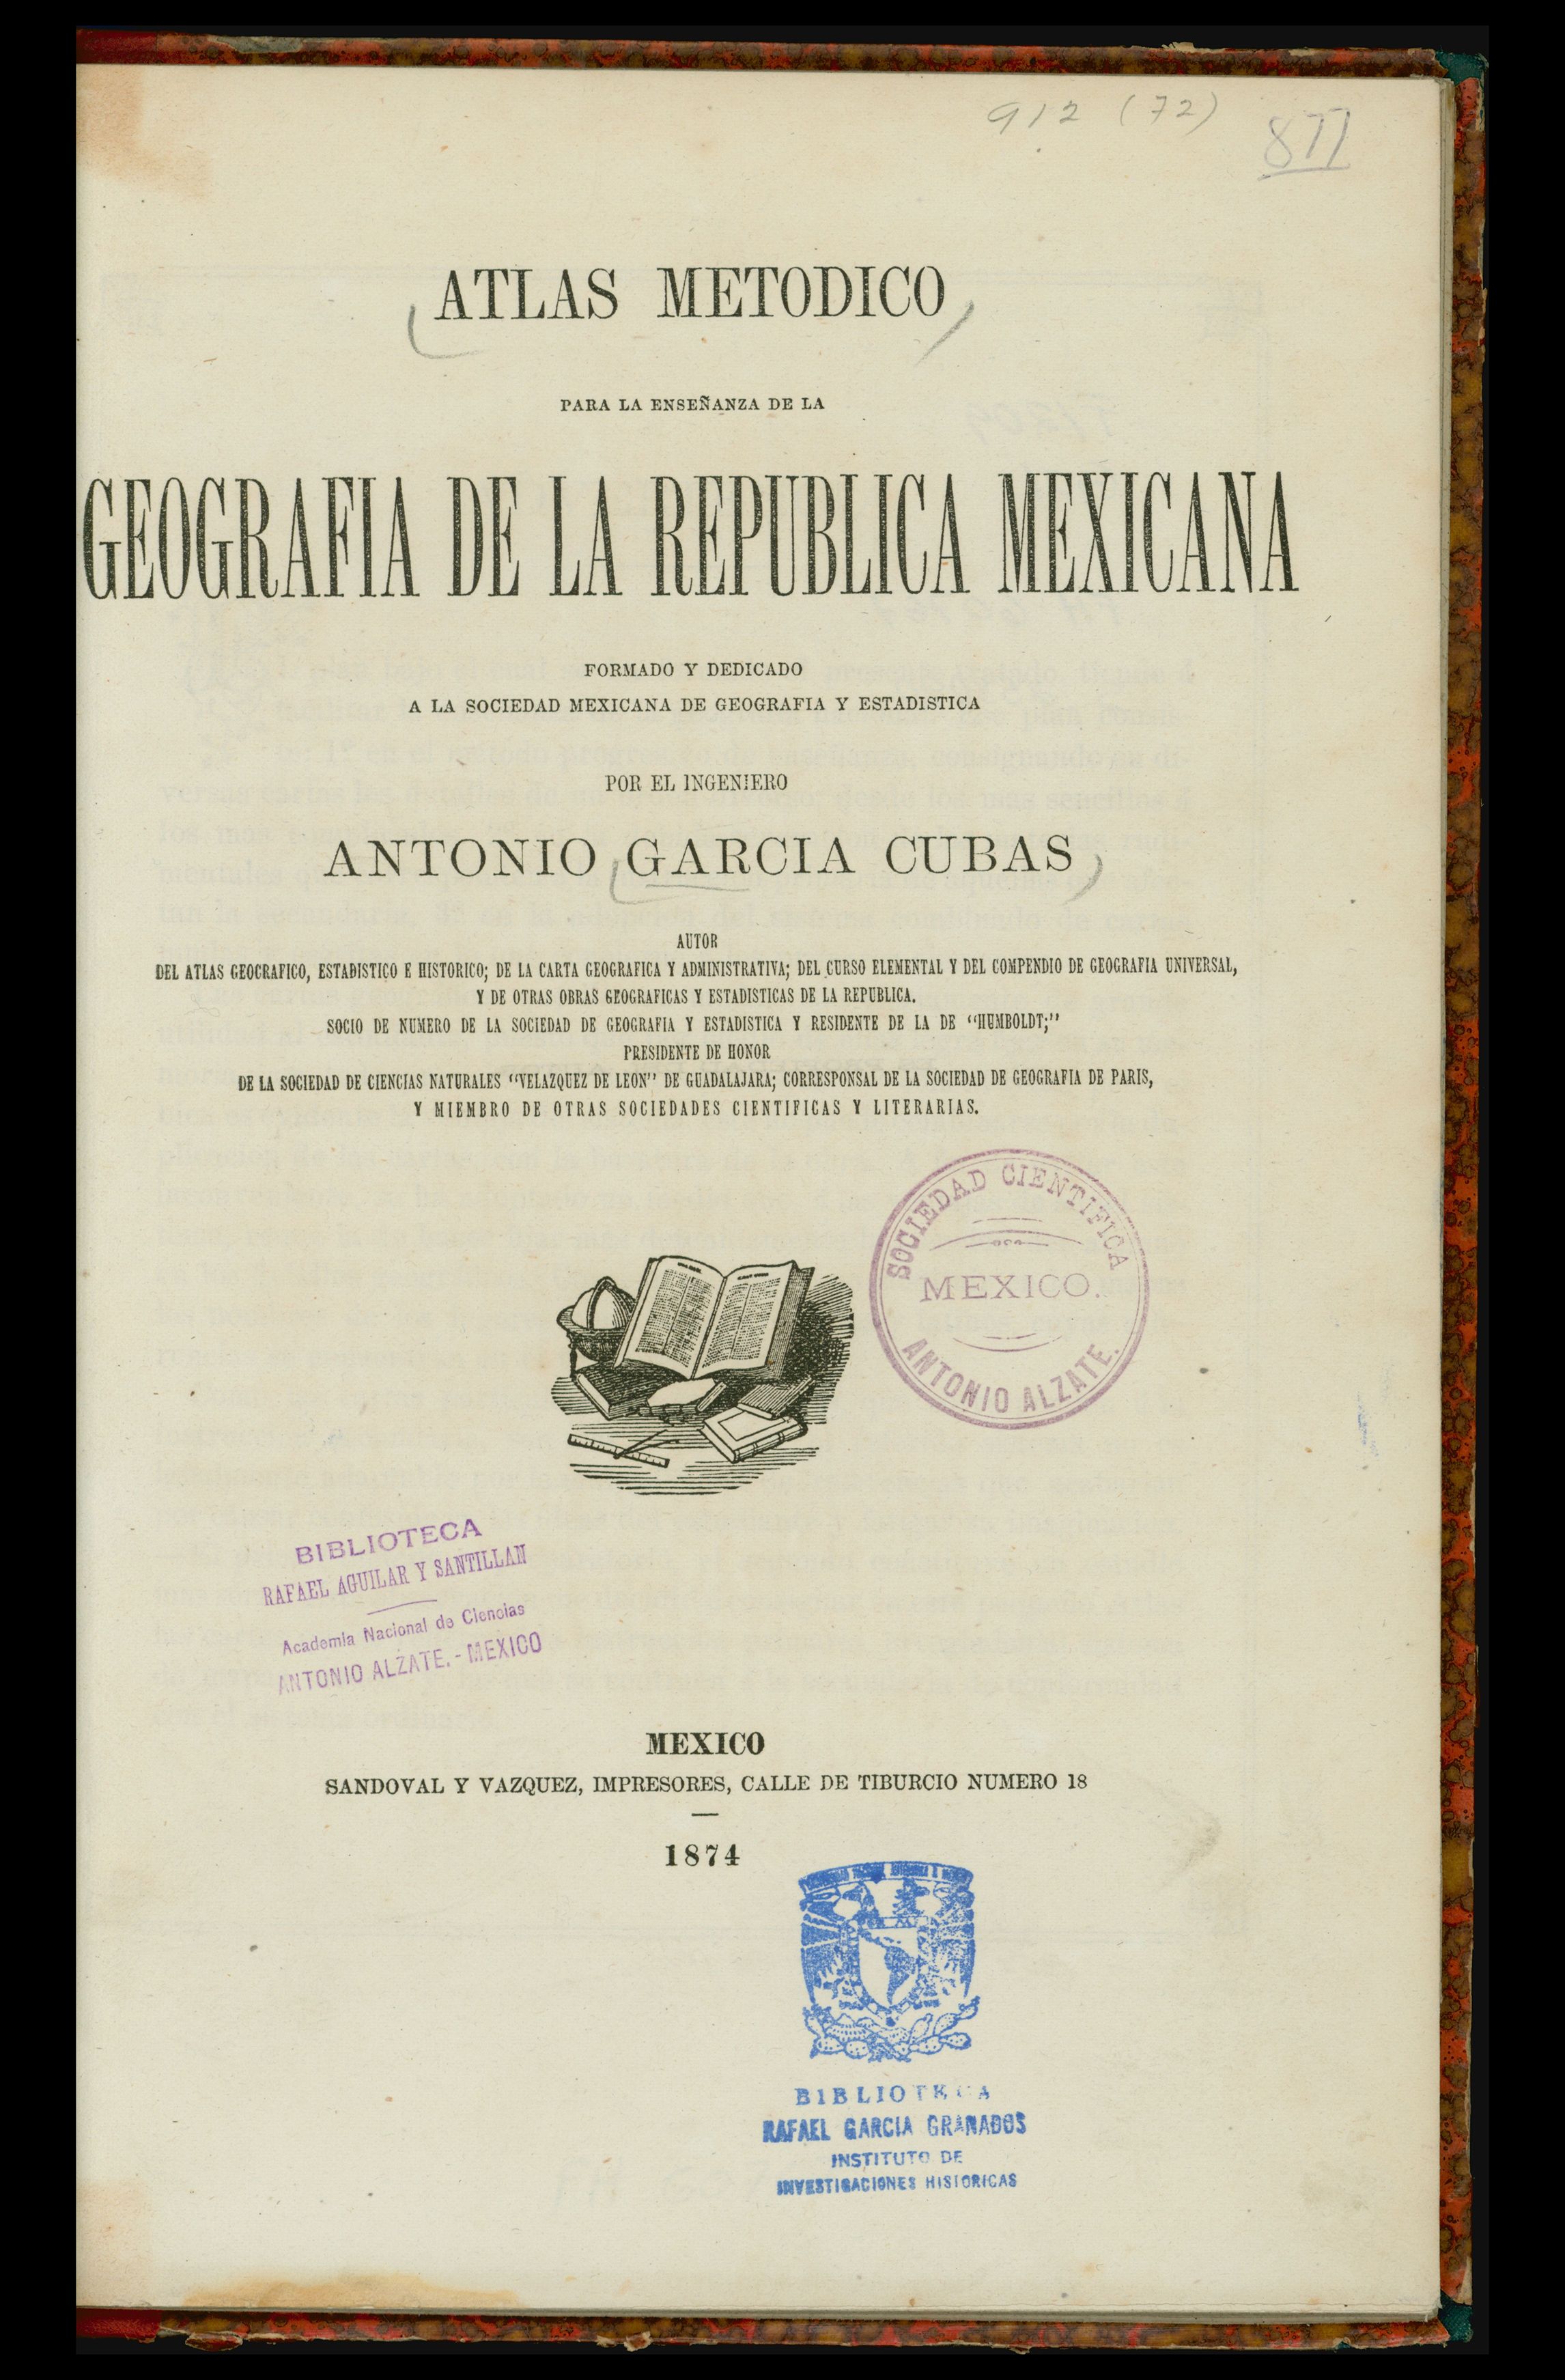 912 (72)
877
ATLAS METODICO
PARA LA ENSEÑANZA DE LA
GEOGRAFIA DE LA REPUBLICA MEXICANA
FORMADO Y DEDICADO
A LA SOCIEDAD MEXICANA DE GEOGRAFIA Y ESTADISTICA
POR EL INGENIERO
ANTONIO GARCIA CUBAS
AUTOR
DEL ATLAS GEOGRAFICO, ESTADISTICO E HISTORICO; DE LA CARTA GEOGRAFICA Y ADMINISTRATIVA; DEL CURSO ELEMENTAL Y DEL COMPENDIO DE GEOGRAFIA UNIVERSAL,
Y DE OTRAS OBRAS GEOGRAFICAS Y ESTADISTICAS DE LA REPUBLICA.
SOCIO DE NUMERO DE LA SOCIEDAD DE GEOGRAFIA Y ESTADISTICA Y RESIDENTE DE LA DE “HUMBOLDT;”
PRESIDENTE DE HONOR
DE LA SOCIEDAD DE CIENCIAS NATURALES “VELAZQUEZ DE LEON” DE GUADALAJARA; CORRESPONSAL DE LA SOCIEDAD DE GEOGRAFIA DE PARIS,
Y MIEMBRO DE OTRAS SOCIEDADES CIENTIFICAS Y LITERARIAS.
SOCIEDAD CIENTIFICA
MEXICO.
ANTONIO ALZATE.
BIBLIOTECA
RAFAEL AGUILAR Y SANTILLAN
Academia Nacional de Ciencias
ANTONIO ALZATE.-MEXICO
MEXICO
SANDOVAL Y VAZQUEZ, IMPRESORES, CALLE DE TIBURCIO NUMERO 18
1874
BIBLIOTECA
RAFAEL GARCIA GRANADOS
INSTITUTO DE
INVESTIGACIONES HISTORICAS